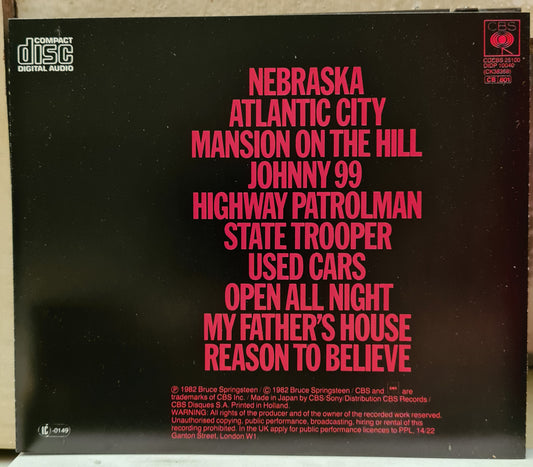 COMPACT
disc
DIGITAL AUDIO
CBS
CDCBS 25100
DIDP 10040
(CK38358)
CB 001
NEBRASKA
ATLANTIC CITY
MANSION ON THE HILL
JOHNNY 99
HIGHWAY PATROLMAN
STATE TROOPER
USED CARS
OPEN ALL NIGHT
MY FATHER'S HOUSE
REASON TO BELIEVE
℗ 1982 Bruce Springsteen / © 1982 Bruce Springsteen / CBS and CBS are
trademarks of CBS Inc. / Made in Japan by CBS/Sony/Distribution CBS Records /
CBS Disques S.A. Printed in Holland.
WARNING: All rights of the producer and of the owner of the recorded work reserved.
Unauthorised copying, public performance, broadcasting, hiring or rental of this
recording prohibited. In the UK apply for public performance licences to PPL, 14/22
Ganton Street, London W1.
-0149